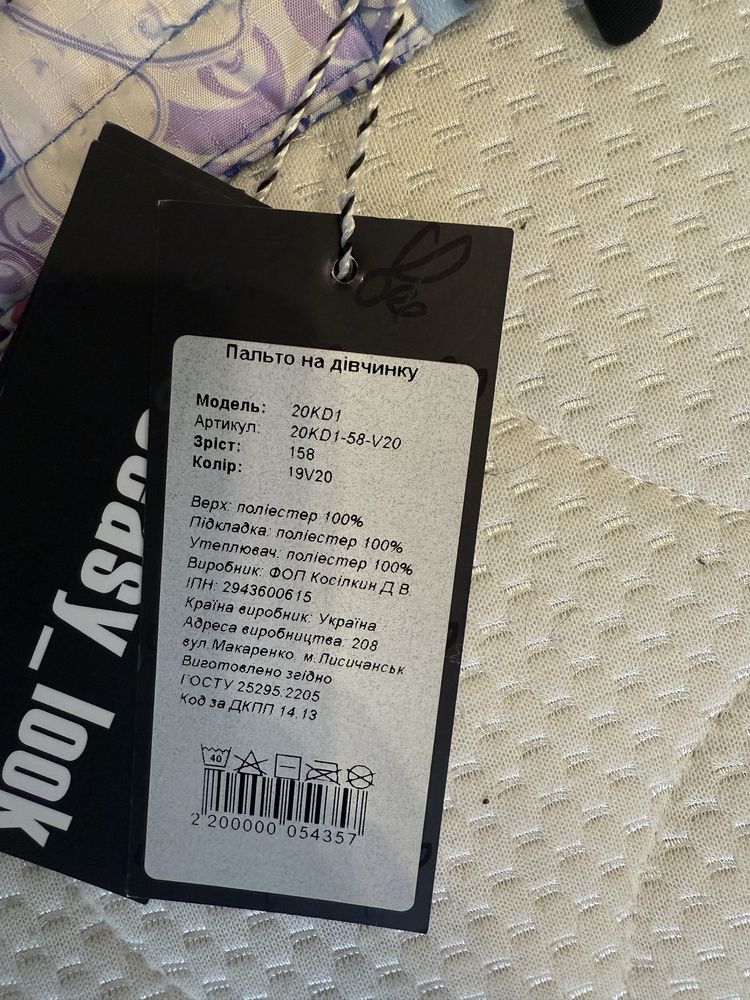 Пальто на дівчинку
Модель: 20KD1
Артикул: 20KD1-58-V20
Зріст: 158
Колір: 19V20
Верх: поліестер 100%
Підкладка: поліестер 100%
Утеплювач: поліестер 100%
Виробник: ФОП Косілкин Д.В.
ІПН: 2943600615
Країна виробник: Україна
Адреса виробництва: 208
вул.Макаренко, м.Лисичанськ
Виготовлено згідно
ГОСТУ 25295:2205
Код за ДКПП 14.13
40
2 200000 054357
easy_look